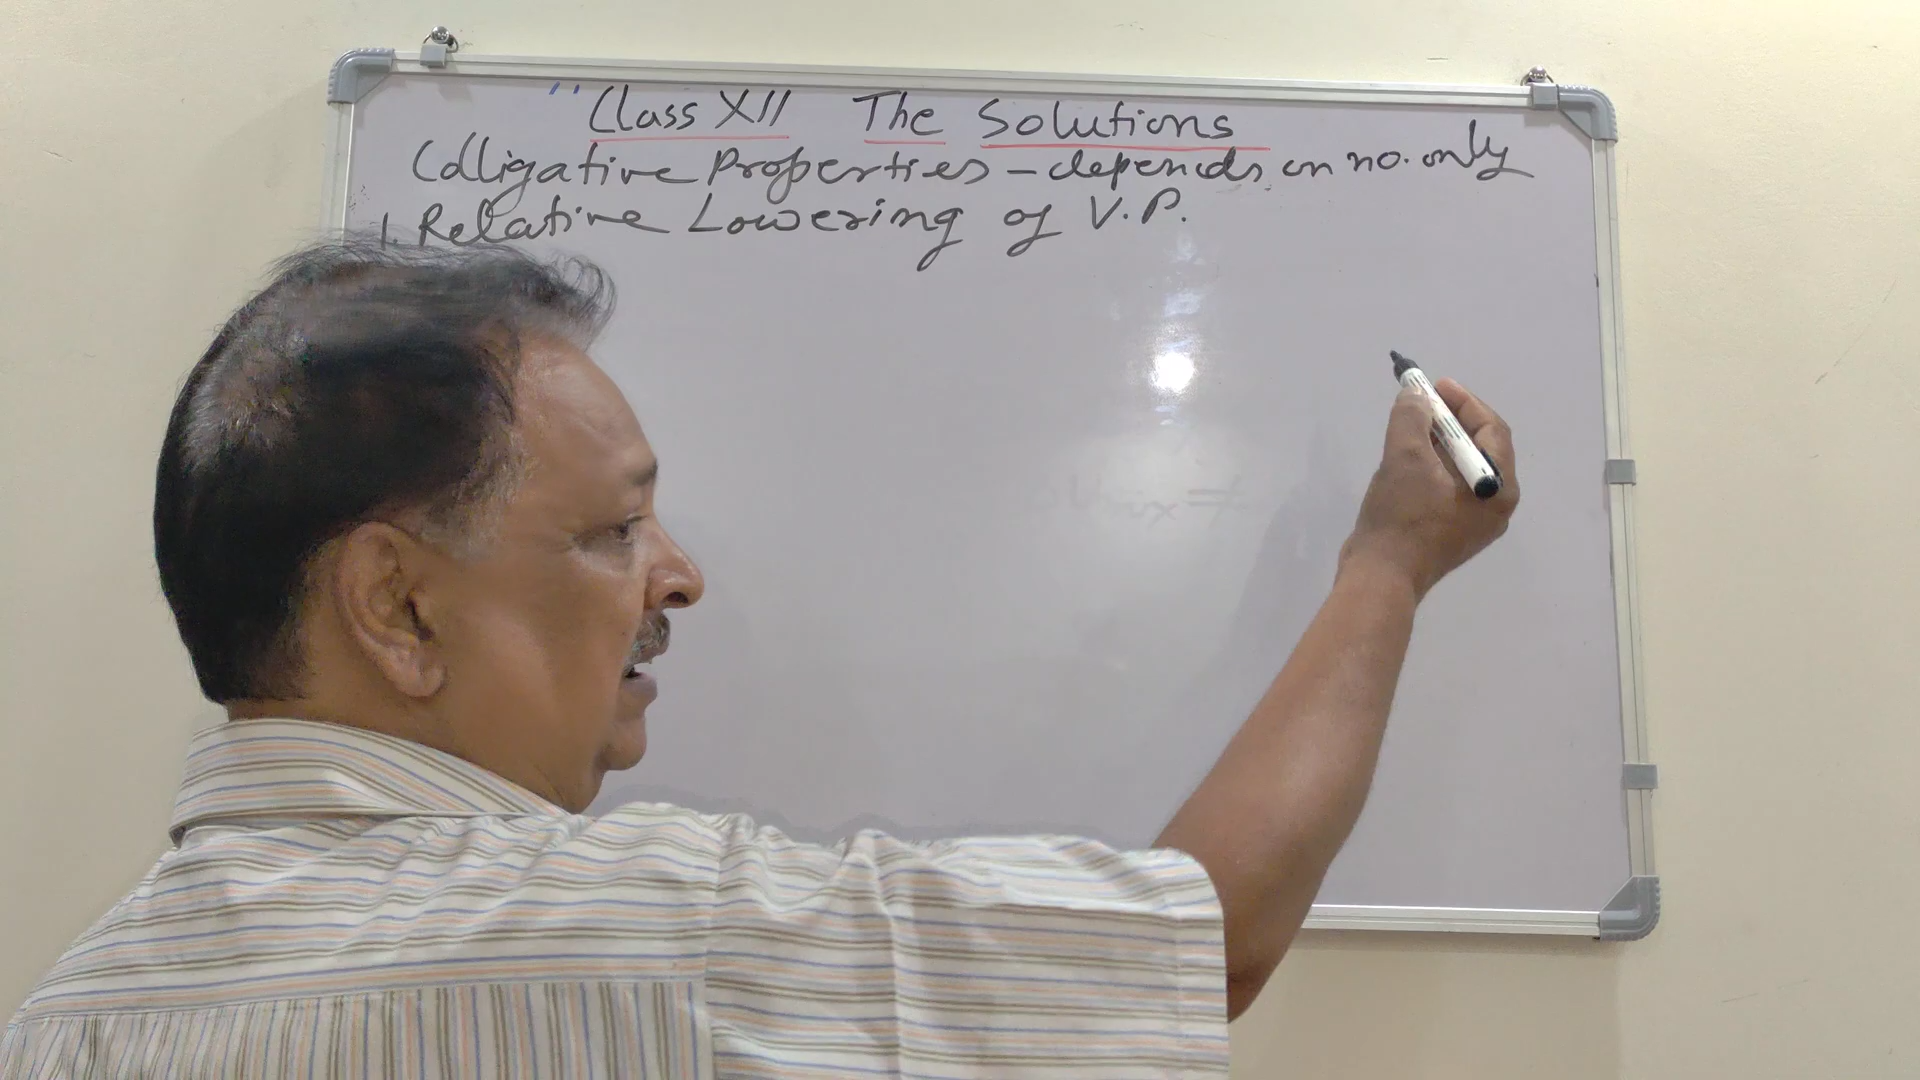 " Class XII The Solutions
Colligative Properties - depends on no. only
1. Relative Lowering of V.P.